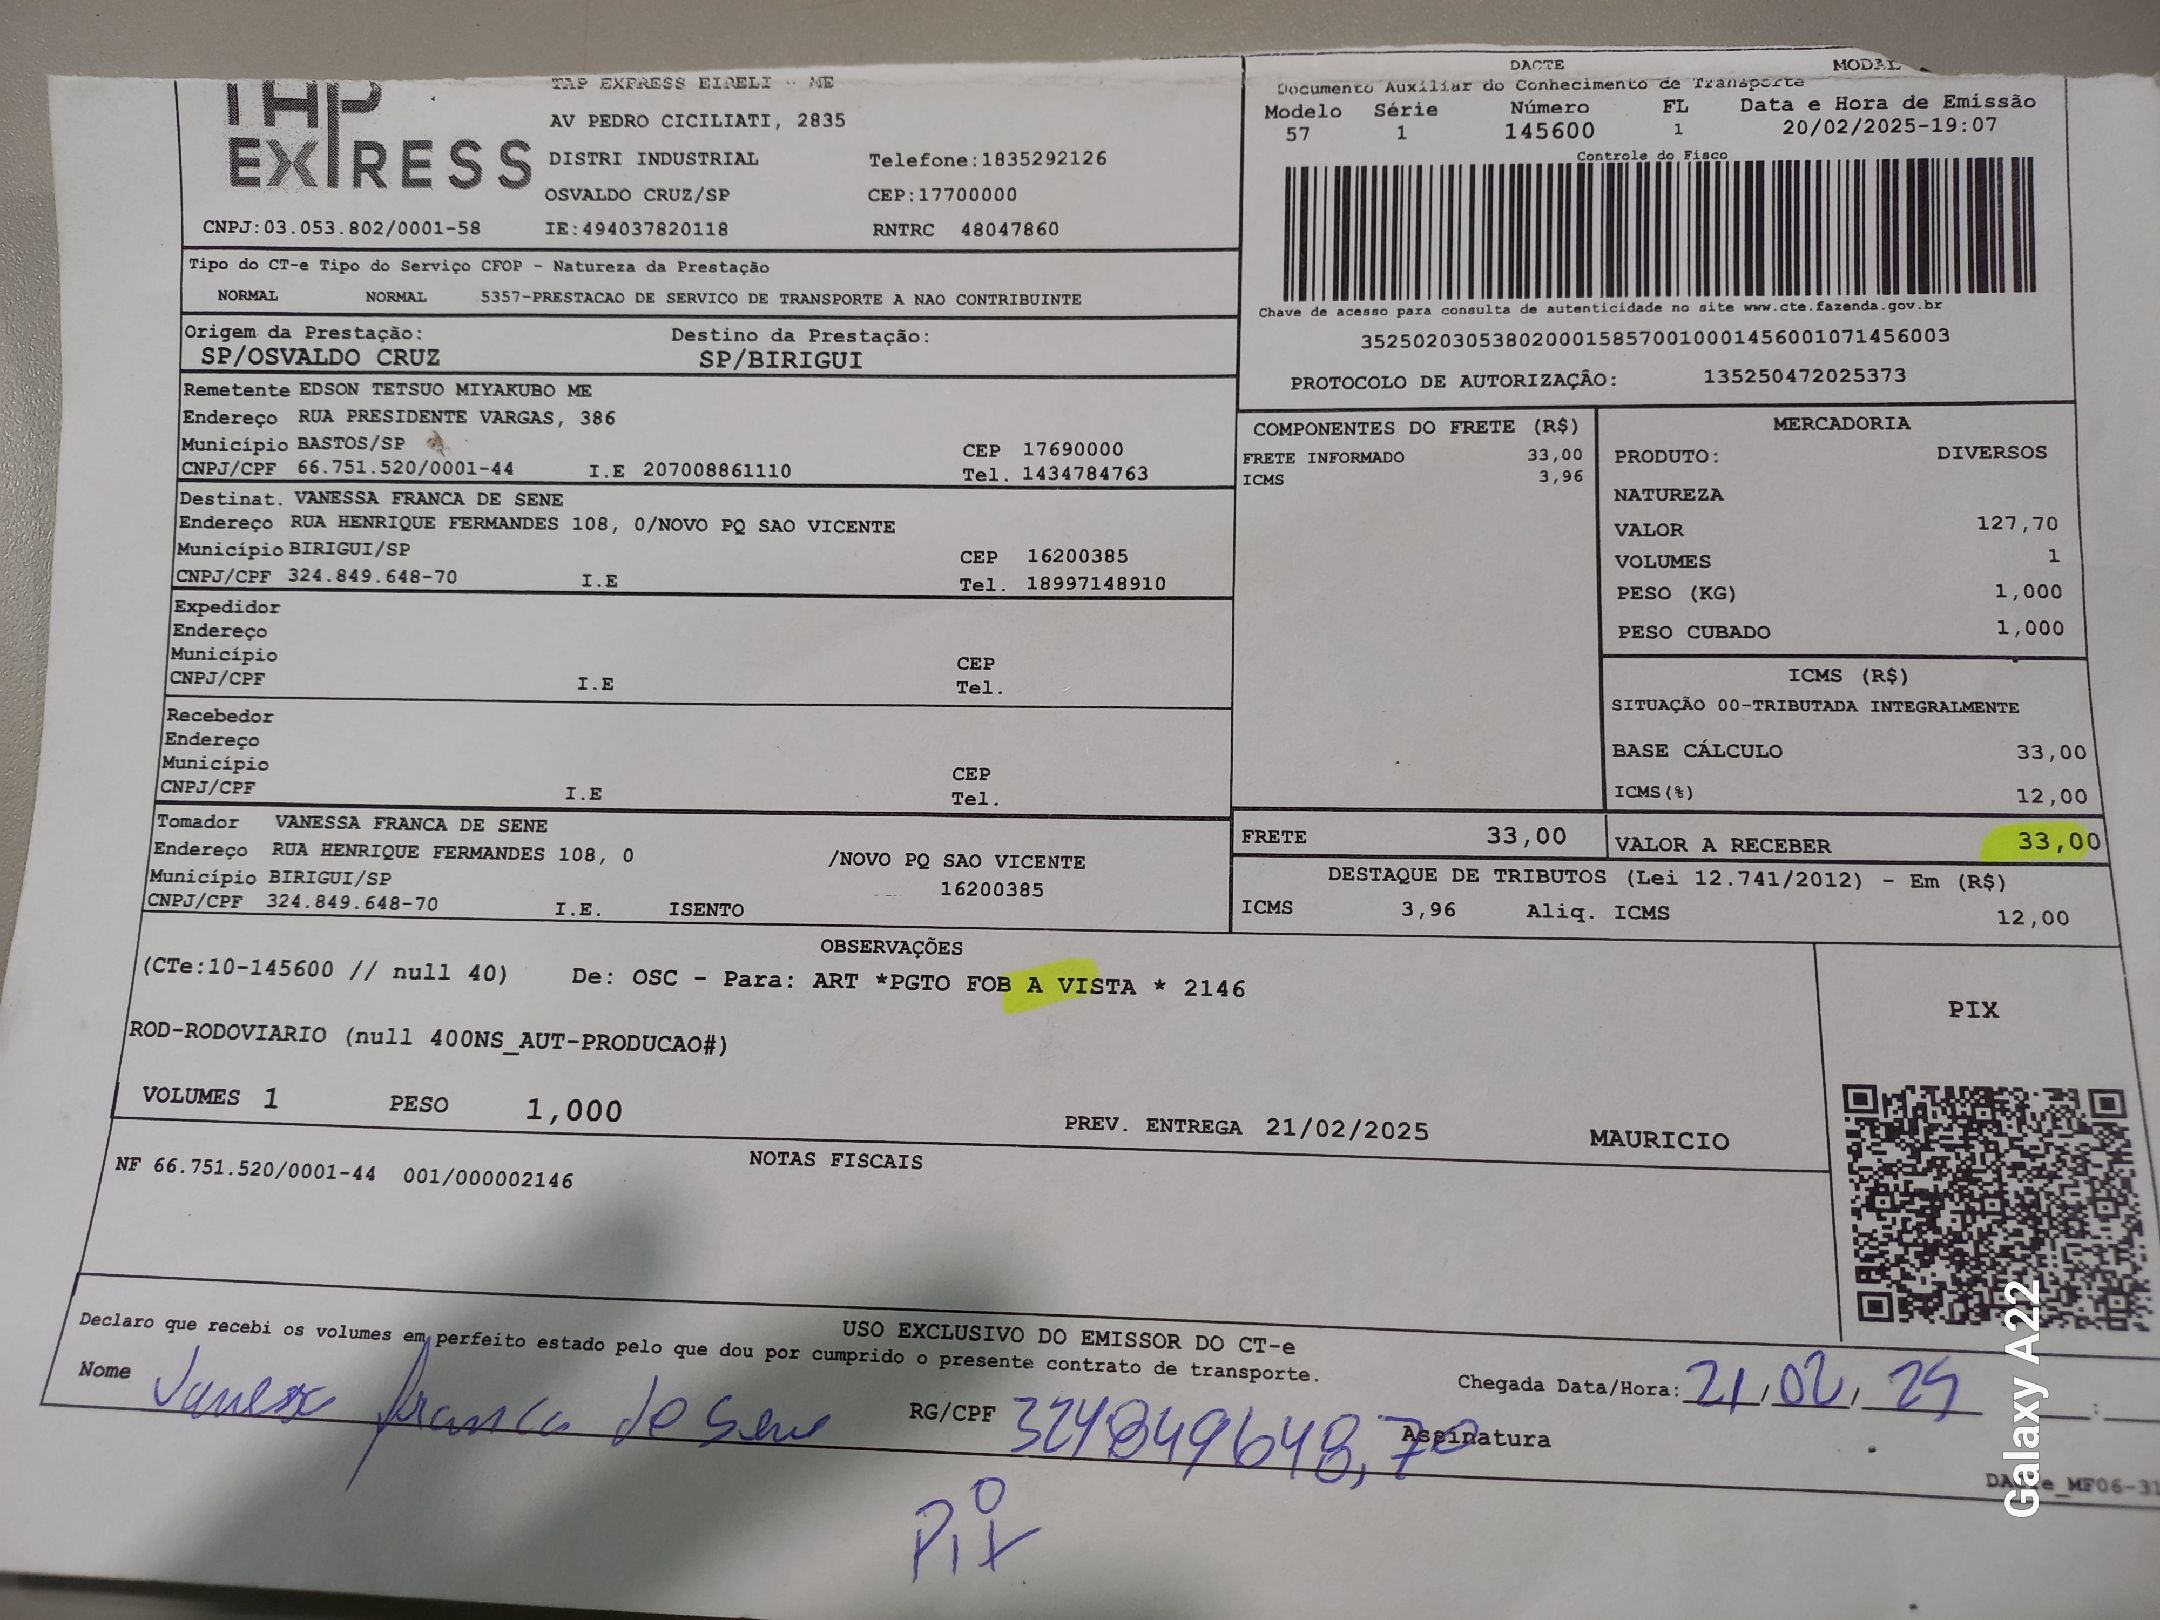 TAP EXPRESS
TAP EXPRESS EIRELI - ME
AV PEDRO CICILIATI, 2835
DISTRI INDUSTRIAL Telefone:1835292126
OSVALDO CRUZ/SP CEP:17700000
CNPJ:03.053.802/0001-58 IE:494037820118 RNTRC 48047860
DACTE MODAL
Documento Auxiliar do Conhecimento de Transporte
Modelo Série Número FL Data e Hora de Emissão
57 1 145600 1 20/02/2025-19:07
Controle do Fisco
Chave de acesso para consulta de autenticidade no site www.cte.fazenda.gov.br
35250203053802000158570010001456001071456003
PROTOCOLO DE AUTORIZAÇÃO: 135250472025373
Tipo do CT-e Tipo do Serviço CFOP - Natureza da Prestação
NORMAL NORMAL 5357-PRESTACAO DE SERVICO DE TRANSPORTE A NAO CONTRIBUINTE
Origem da Prestação: Destino da Prestação:
SP/OSVALDO CRUZ SP/BIRIGUI
Remetente EDSON TETSUO MIYAKUBO ME
Endereço RUA PRESIDENTE VARGAS, 386
Município BASTOS/SP CEP 17690000
CNPJ/CPF 66.751.520/0001-44 I.E 207008861110 Tel. 1434784763
Destinat. VANESSA FRANCA DE SENE
Endereço RUA HENRIQUE FERMANDES 108, 0/NOVO PQ SAO VICENTE
Município BIRIGUI/SP CEP 16200385
CNPJ/CPF 324.849.648-70 I.E Tel. 18997148910
Expedidor
Endereço
Município CEP
CNPJ/CPF I.E Tel.
Recebedor
Endereço
Município CEP
CNPJ/CPF I.E Tel.
Tomador VANESSA FRANCA DE SENE
Endereço RUA HENRIQUE FERMANDES 108, 0 /NOVO PQ SAO VICENTE
Município BIRIGUI/SP 16200385
CNPJ/CPF 324.849.648-70 I.E. ISENTO
COMPONENTES DO FRETE (R$)
FRETE INFORMADO 33,00
ICMS 3,96
MERCADORIA
PRODUTO: DIVERSOS
NATUREZA
VALOR 127,70
VOLUMES 1
PESO (KG) 1,000
PESO CUBADO 1,000
ICMS (R$)
SITUAÇÃO 00-TRIBUTADA INTEGRALMENTE
BASE CÁLCULO 33,00
ICMS(%) 12,00
FRETE 33,00 VALOR A RECEBER 33,00
DESTAQUE DE TRIBUTOS (Lei 12.741/2012) - Em (R$)
ICMS 3,96 Aliq. ICMS 12,00
OBSERVAÇÕES
(CTe:10-145600 // null 40) De: OSC - Para: ART *PGTO FOB A VISTA * 2146
ROD-RODOVIARIO (null 400NS_AUT-PRODUCAO#)
PIX
VOLUMES 1 PESO 1,000 PREV. ENTREGA 21/02/2025 MAURICIO
NOTAS FISCAIS
NF 66.751.520/0001-44 001/000002146
USO EXCLUSIVO DO EMISSOR DO CT-e
Declaro que recebi os volumes em perfeito estado pelo que dou por cumprido o presente contrato de transporte.
Nome Vanessa franca de Sene RG/CPF 324849648,70 Assinatura
Chegada Data/Hora: 21/02/25 :
Pix
Galaxy A22